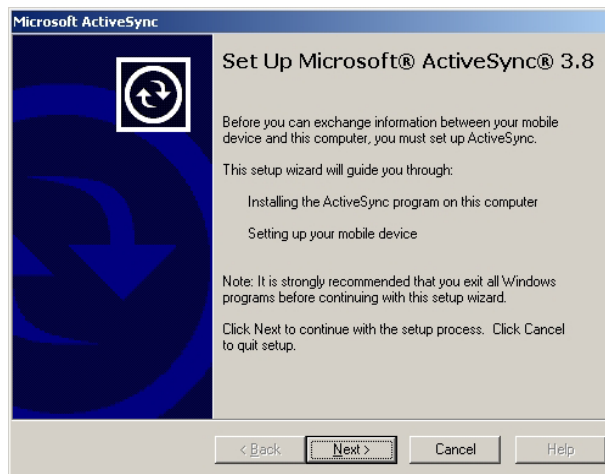 Microsoft ActiveSync
Set Up Microsoft® ActiveSync® 3.8
Before you can exchange information between your mobile
device and this computer, you must set up ActiveSync.
This setup wizard will guide you through:
Installing the ActiveSync program on this computer
Setting up your mobile device
Note: It is strongly recommended that you exit all Windows
programs before continuing with this setup wizard.
Click Next to continue with the setup process. Click Cancel
to quit setup.
< Back Next > Cancel Help